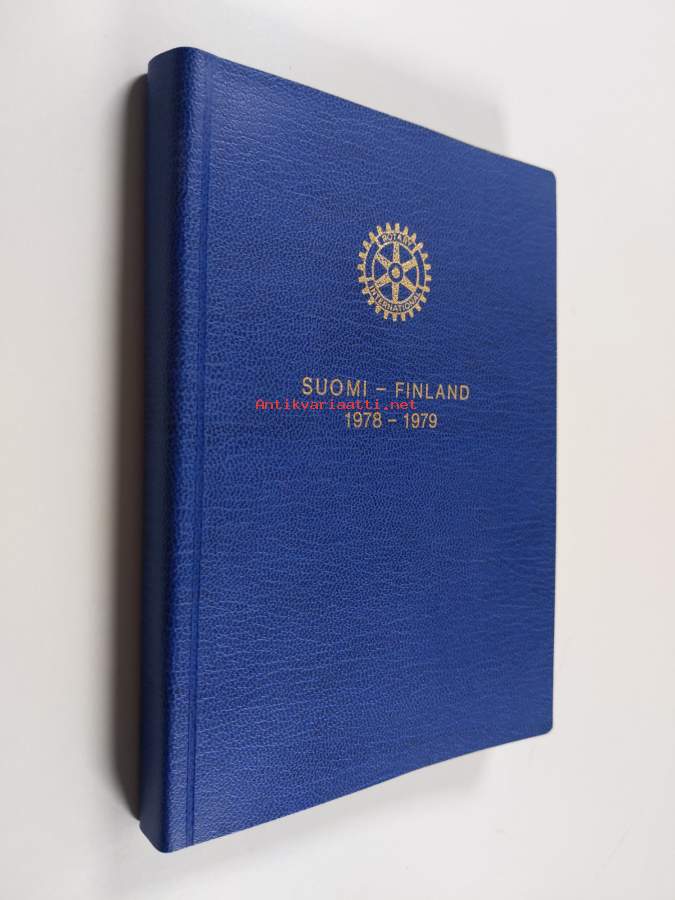 ROTARY
INTERNATIONAL
SUOMI – FINLAND
Antikvariaatti.net
1978 – 1979